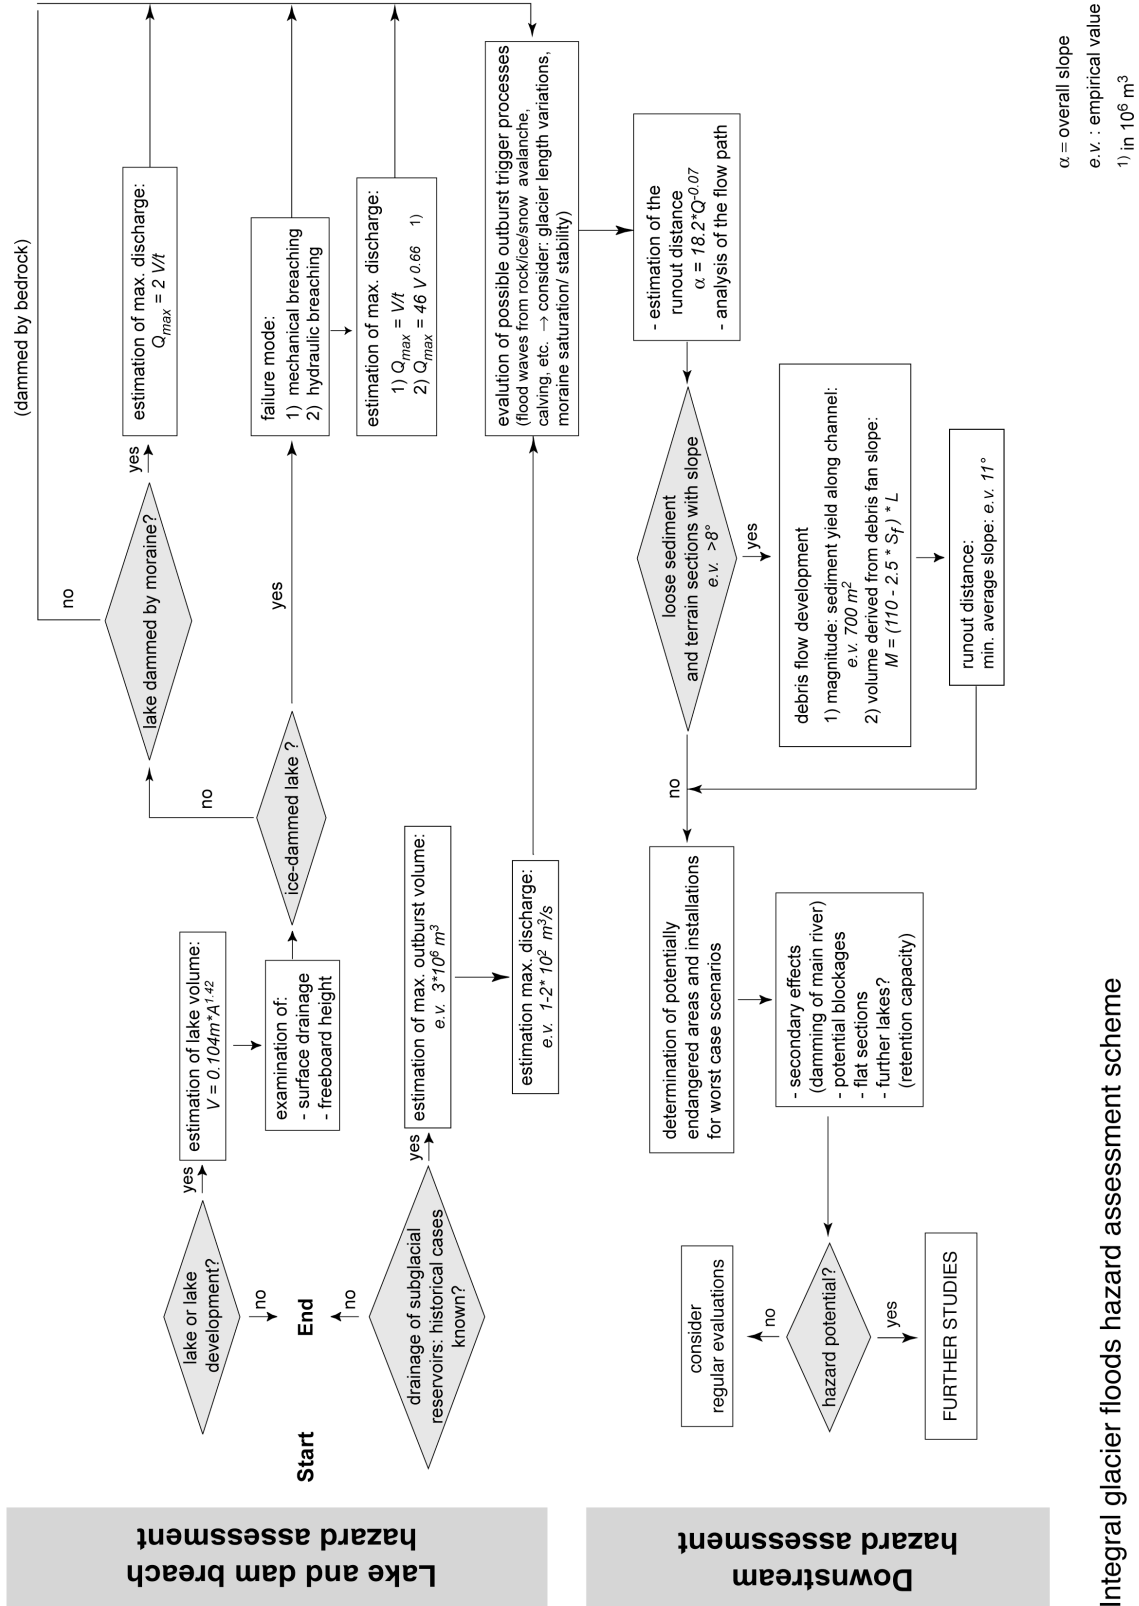 Lake and dam breach
hazard assessment
Start
End
lake or lake
development?
yes
no
estimation of lake volume:
V = 0.104m*A^1.42
examination of:
- surface drainage
- freeboard height
ice-dammed lake ?
no
yes
lake dammed by moraine?
no
yes
(dammed by bedrock)
estimation of max. discharge:
Qmax = 2 V/t
failure mode:
1) mechanical breaching
2) hydraulic breaching
estimation of max. discharge:
1) Qmax = V/t
2) Qmax = 46 V^0.66 1)
drainage of subglacial
reservoirs: historical cases
known?
no
yes
estimation of max. outburst volume:
e.v. 3*10^6 m^3
estimation max. discharge:
e.v. 1-2* 10^2 m^3/s
evalution of possible outburst trigger processes
(flood waves from rock/ice/snow avalanche,
calving, etc. → consider: glacier length variations,
moraine saturation/ stability)
Downstream
hazard assessment
- estimation of the
runout distance
α = 18.2*Q^-0.07
- analysis of the flow path
loose sediment
and terrain sections with slope
e.v. >8°
no
yes
debris flow development
1) magnitude: sediment yield along channel:
e.v. 700 m^2
2) volume derived from debris fan slope:
M = (110 - 2.5 * Sf) * L
runout distance:
min. average slope: e.v. 11°
determination of potentially
endangered areas and installations
for worst case scenarios
- secondary effects
(damming of main river)
- potential blockages
- flat sections
- further lakes?
(retention capacity)
hazard potential?
no
yes
consider
regular evaluations
FURTHER STUDIES
Integral glacier floods hazard assessment scheme
α = overall slope
e.v. : empirical value
1) in 10^6 m^3